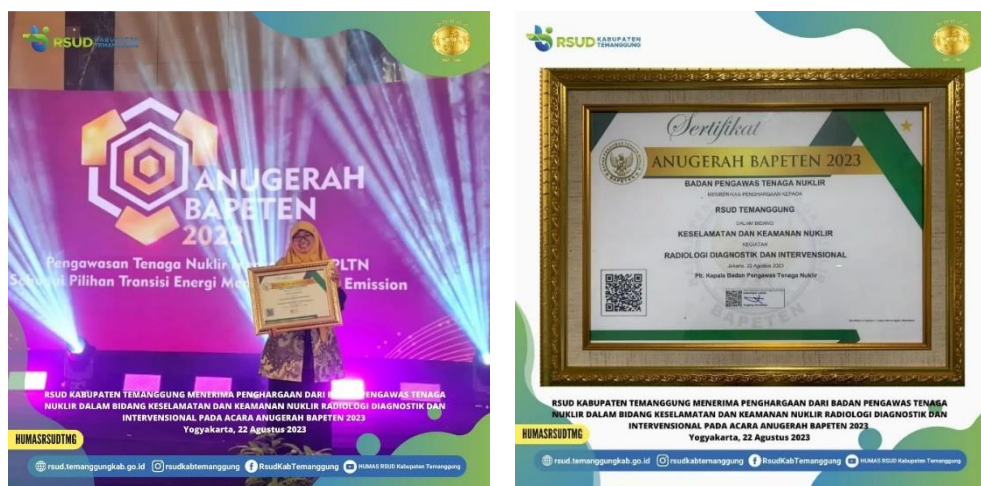 RSUD KABUPATEN
TEMANGGUNG
ANUGERAH
BAPETEN
2023
Pengawasan Tenaga Nuklir PLTN
Pilihan Transisi Energi Emission
RSUD KABUPATEN TEMANGGUNG MENERIMA PENGHARGAAN DARI PENGAWAS TENAGA
NUKLIR DALAM BIDANG KESELAMATAN DAN KEAMANAN NUKLIR RADIOLOGI DIAGNOSTIK DAN
INTERVENSIONAL PADA ACARA ANUGERAH BAPETEN 2023
Yogyakarta, 22 Agustus 2023
HUMASRSUDTMG
rsud.temanggungkab.go.id rsudkabtemanggung RsudKabTemanggung HUMAS RSUD Kabupaten Temanggung
RSUD KABUPATEN
TEMANGGUNG
Sertifikat
ANUGERAH BAPETEN 2023
BADAN PENGAWAS TENAGA NUKLIR
MEMBERIKAN PENGHARGAAN KEPADA
RSUD TEMANGGUNG
DALAM BIDANG
KESELAMATAN DAN KEAMANAN NUKLIR
KEGIATAN
RADIOLOGI DIAGNOSTIK DAN INTERVENSIONAL
Jakarta, 22 Agustus 2023
Plt. Kepala Badan Pengawas Tenaga Nuklir
BAPETEN
RSUD KABUPATEN TEMANGGUNG MENERIMA PENGHARGAAN DARI BADAN PENGAWAS TENAGA
NUKLIR DALAM BIDANG KESELAMATAN DAN KEAMANAN NUKLIR RADIOLOGI DIAGNOSTIK DAN
INTERVENSIONAL PADA ACARA ANUGERAH BAPETEN 2023
Yogyakarta, 22 Agustus 2023
HUMASRSUDTMG
rsud.temanggungkab.go.id rsudkabtemanggung RsudKabTemanggung HUMAS RSUD Kabupaten Temanggung